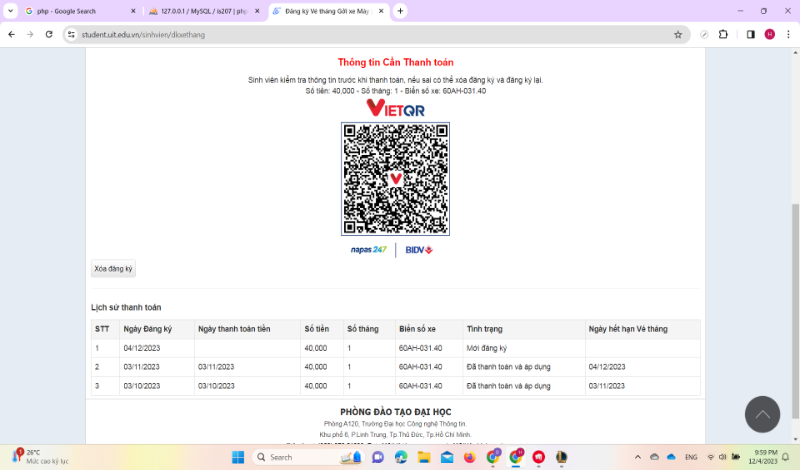 php - Google Search
127.0.0.1 / MySQL / is207 | ph
Đăng ký Vé tháng Gởi xe Máy
student.uit.edu.vn/sinhvien/dkxethang
Thông tin Cần Thanh toán
Sinh viên kiểm tra thông tin trước khi thanh toán, nếu sai có thể xóa đăng ký và đăng ký lại.
Số tiền: 40,000 - Số tháng: 1 - Biển số xe: 60AH-031.40
VIETQR
napas 247 BIDV
Xóa đăng ký
Lịch sử thanh toán
STT Ngày Đăng ký Ngày thanh toán tiền Số tiền Số tháng Biển số xe Tình trạng Ngày hết hạn Vé tháng
1 04/12/2023 40,000 1 60AH-031.40 Mới đăng ký
2 03/11/2023 03/11/2023 40,000 1 60AH-031.40 Đã thanh toán và áp dụng 04/12/2023
3 03/10/2023 03/10/2023 40,000 1 60AH-031.40 Đã thanh toán và áp dụng 03/11/2023
PHÒNG ĐÀO TẠO ĐẠI HỌC
Phòng A120, Trường Đại học Công nghệ Thông tin.
Khu phố 6, P.Linh Trung, Tp.Thủ Đức, Tp.Hồ Chí Minh.
26°C
Mức cao kỷ lục
Search
ENG
9:59 PM
12/4/2023